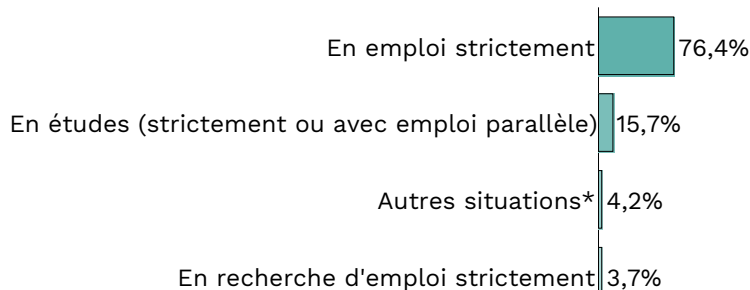 En emploi strictement 76,4%
En études (strictement ou avec emploi parallèle) 15,7%
Autres situations* 4,2%
En recherche d'emploi strictement 3,7%